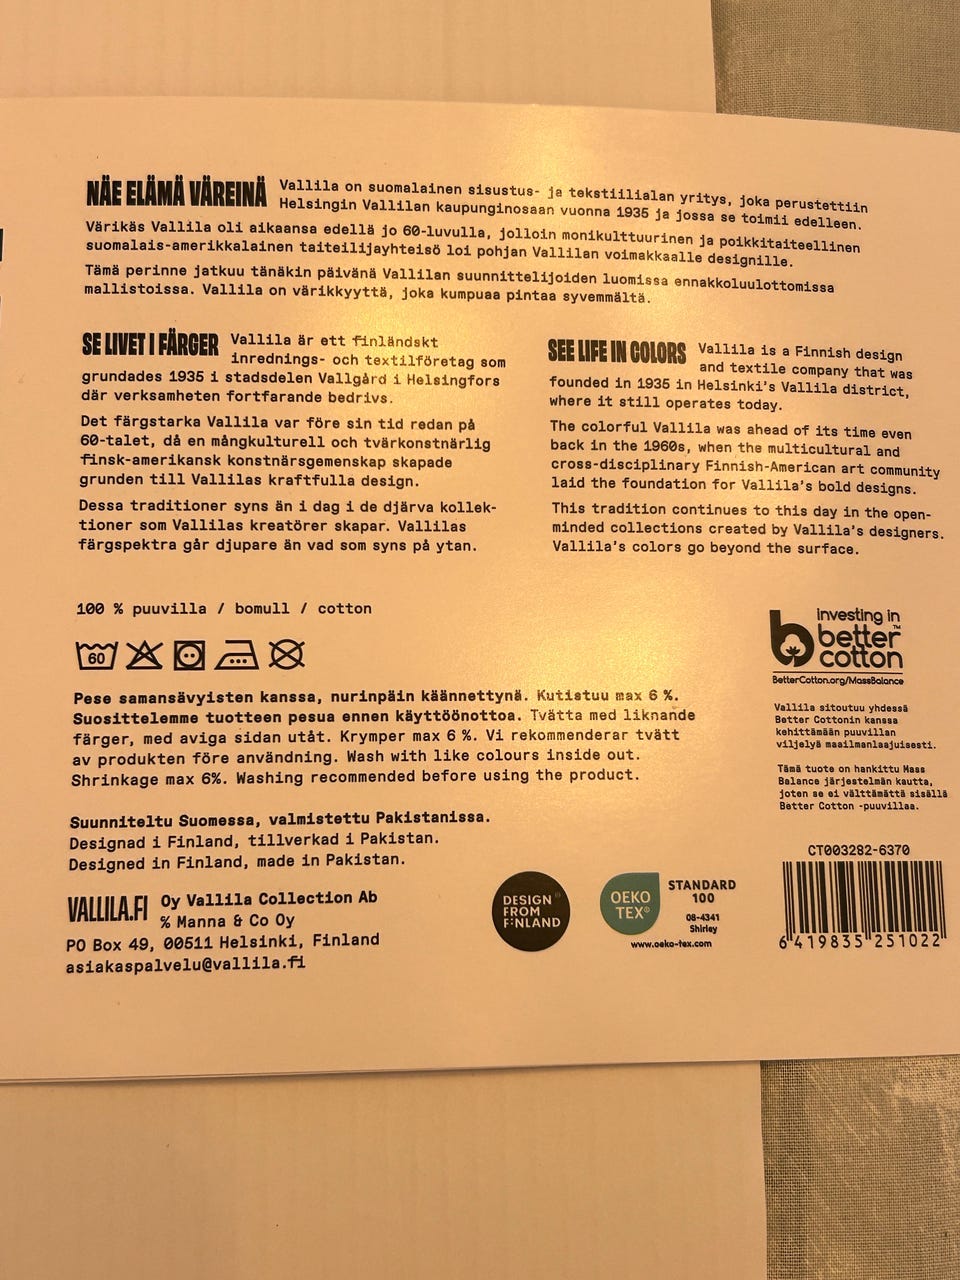 NÄE ELÄMÄ VÄREINÄ Vallila on suomalainen sisustus- ja tekstiilialan yritys, joka perustettiin
Helsingin Vallilan kaupunginosaan vuonna 1935 ja jossa se toimii edelleen.
Värikäs Vallila oli aikaansa edellä jo 60-luvulla, jolloin monikulttuurinen ja poikkitaiteellinen
suomalais-amerikkalainen taiteilijayhteisö loi pohjan Vallilan voimakkaalle designille.
Tämä perinne jatkuu tänäkin päivänä Vallilan suunnittelijoiden luomissa ennakkoluulottomissa
mallistoissa. Vallila on värikkyyttä, joka kumpuaa pintaa syvemmältä.
SE LIVET I FÄRGER Vallila är ett finländskt
inrednings- och textilföretag som
grundades 1935 i stadsdelen Vallgård i Helsingfors
där verksamheten fortfarande bedrivs.
Det färgstarka Vallila var före sin tid redan på
60-talet, då en mångkulturell och tvärkonstnärlig
finsk-amerikansk konstnärsgemenskap skapade
grunden till Vallilas kraftfulla design.
Dessa traditioner syns än i dag i de djärva kollek-
tioner som Vallilas kreatörer skapar. Vallilas
färgspektra går djupare än vad som syns på ytan.
SEE LIFE IN COLORS Vallila is a Finnish design
and textile company that was
founded in 1935 in Helsinki's Vallila district,
where it still operates today.
The colorful Vallila was ahead of its time even
back in the 1960s, when the multicultural and
cross-disciplinary Finnish-American art community
laid the foundation for Vallila's bold designs.
This tradition continues to this day in the open-
minded collections created by Vallila's designers.
Vallila's colors go beyond the surface.
100 % puuvilla / bomull / cotton
60
Pese samansävyisten kanssa, nurinpäin käännettynä. Kutistuu max 6 %.
Suosittelemme tuotteen pesua ennen käyttöönottoa. Tvätta med liknande
färger, med aviga sidan utåt. Krymper max 6 %. Vi rekommenderar tvätt
av produkten före användning. Wash with like colours inside out.
Shrinkage max 6%. Washing recommended before using the product.
Suunniteltu Suomessa, valmistettu Pakistanissa.
Designad i Finland, tillverkad i Pakistan.
Designed in Finland, made in Pakistan.
VALLILA.FI Oy Vallila Collection Ab
% Manna & Co Oy
PO Box 49, 00511 Helsinki, Finland
asiakaspalvelu@vallila.fi
DESIGN
FROM
FINLAND
OEKO
TEX®
STANDARD
100
08-4341
Shirley
www.oeko-tex.com
investing in
better™
cotton
BetterCotton.org/MassBalance
Vallila sitoutuu yhdessä
Better Cottonin kanssa
kehittämään puuvillan
viljelyä maailmanlaajuisesti.
Tämä tuote on hankittu Mass
Balance järjestelmän kautta,
joten se ei välttämättä sisällä
Better Cotton -puuvillaa.
CT003282-6370
6 419835 251022